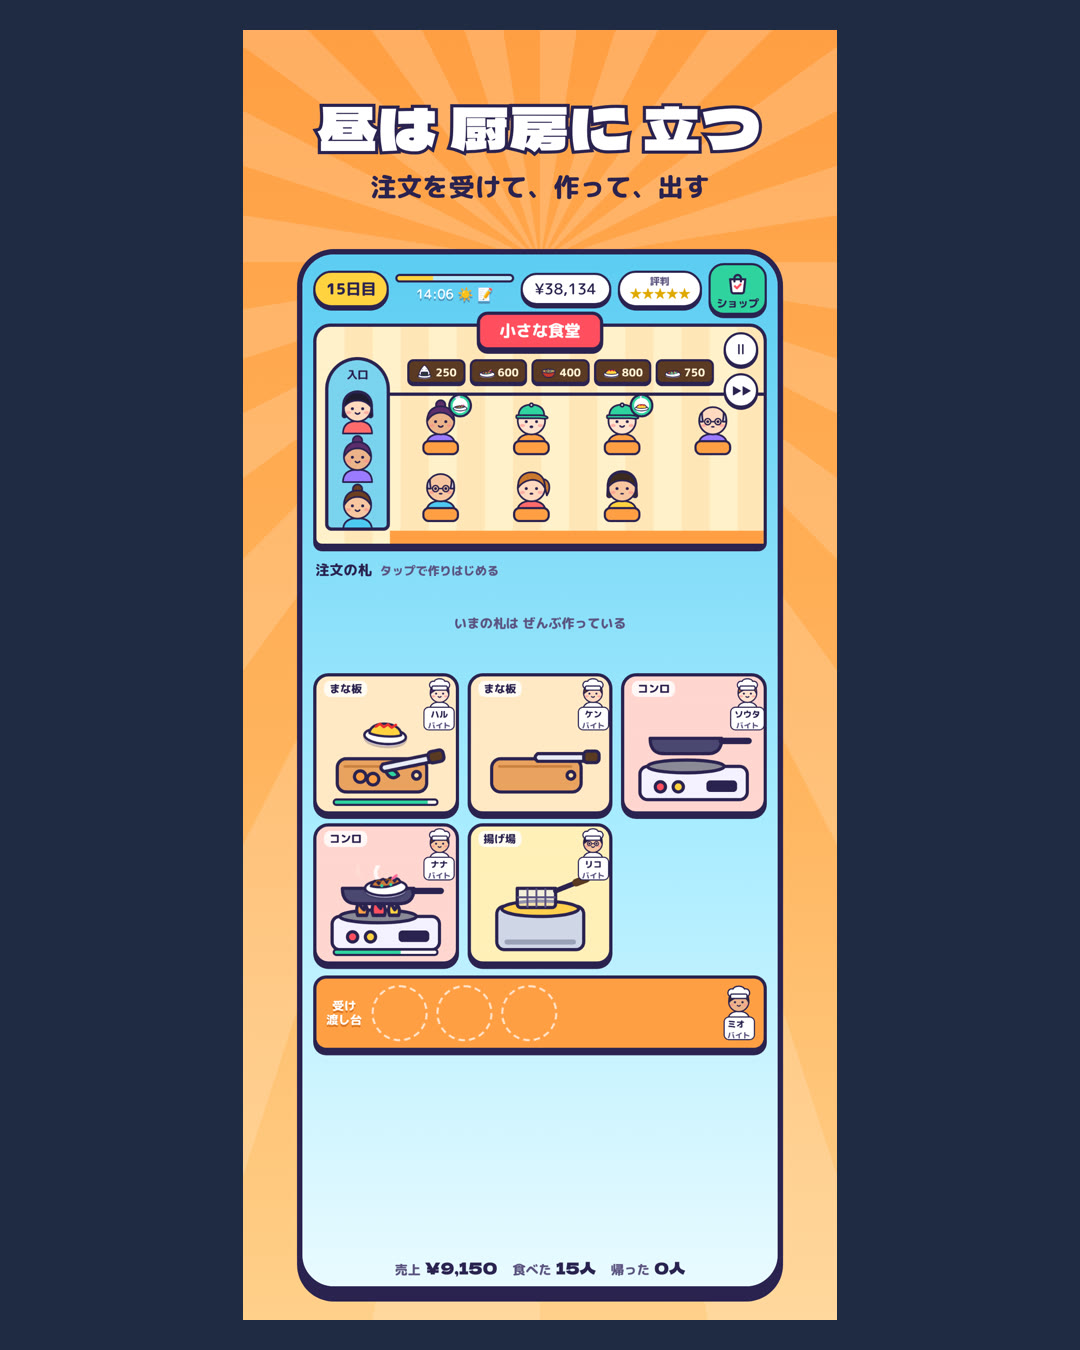 昼は 厨房に 立つ
注文を受けて、作って、出す
15日目
14:06
¥38,134
評判
★★★★★
ショップ
小さな食堂
入口
250
600
400
800
750
注文の札 タップで作りはじめる
いまの札は ぜんぶ作っている
まな板
ハル
バイト
まな板
ケン
バイト
コンロ
ソウタ
バイト
コンロ
ナナ
バイト
揚げ場
リコ
バイト
受け
渡し台
ミオ
バイト
売上 ¥9,150 食べた 15人 帰った 0人